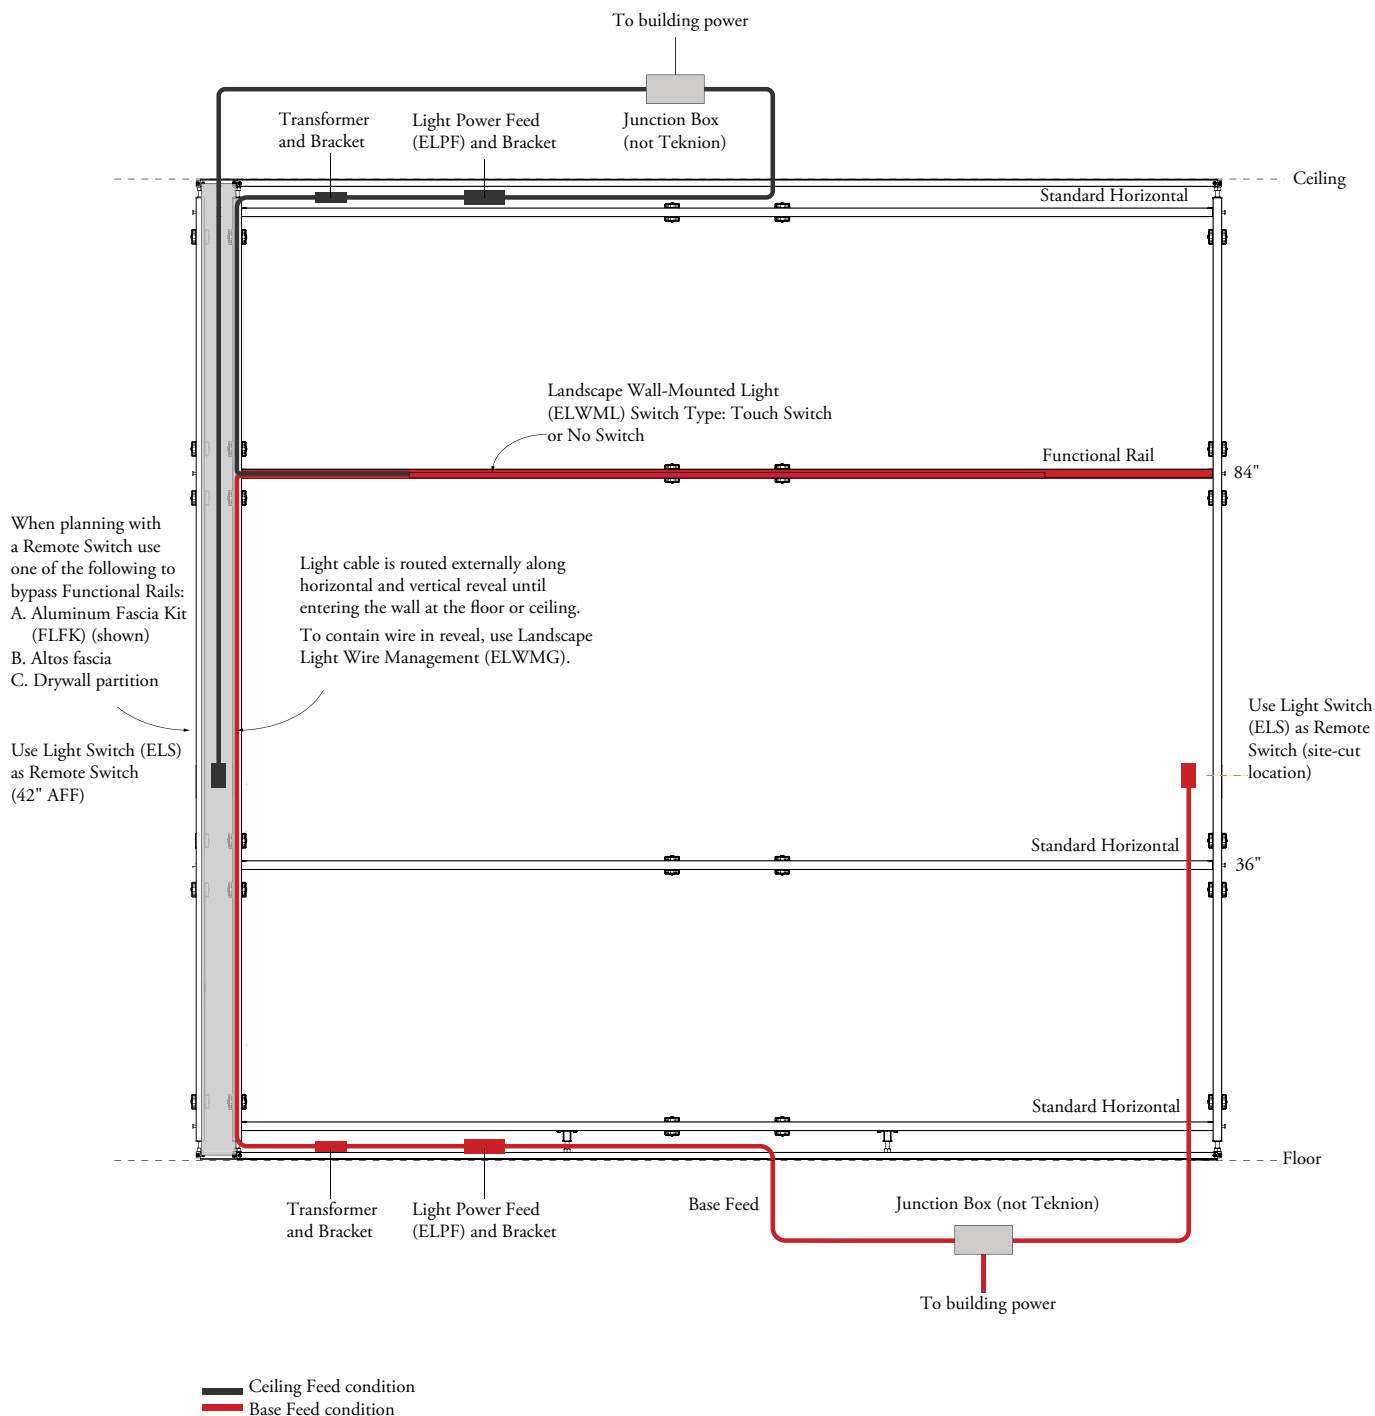 To building power
Transformer
and Bracket
Light Power Feed
(ELPF) and Bracket
Junction Box
(not Teknion)
Ceiling
Standard Horizontal
Landscape Wall-Mounted Light
(ELWML) Switch Type: Touch Switch
or No Switch
Functional Rail
84"
When planning with
a Remote Switch use
one of the following to
bypass Functional Rails:
A. Aluminum Fascia Kit
(FLFK) (shown)
B. Altos fascia
C. Drywall partition
Light cable is routed externally along
horizontal and vertical reveal until
entering the wall at the floor or ceiling.
To contain wire in reveal, use Landscape
Light Wire Management (ELWMG).
Use Light Switch (ELS)
as Remote Switch
(42" AFF)
Use Light Switch
(ELS) as Remote
Switch (site-cut
location)
Standard Horizontal
36"
Standard Horizontal
Floor
Transformer
and Bracket
Light Power Feed
(ELPF) and Bracket
Base Feed
Junction Box (not Teknion)
To building power
Ceiling Feed condition
Base Feed condition